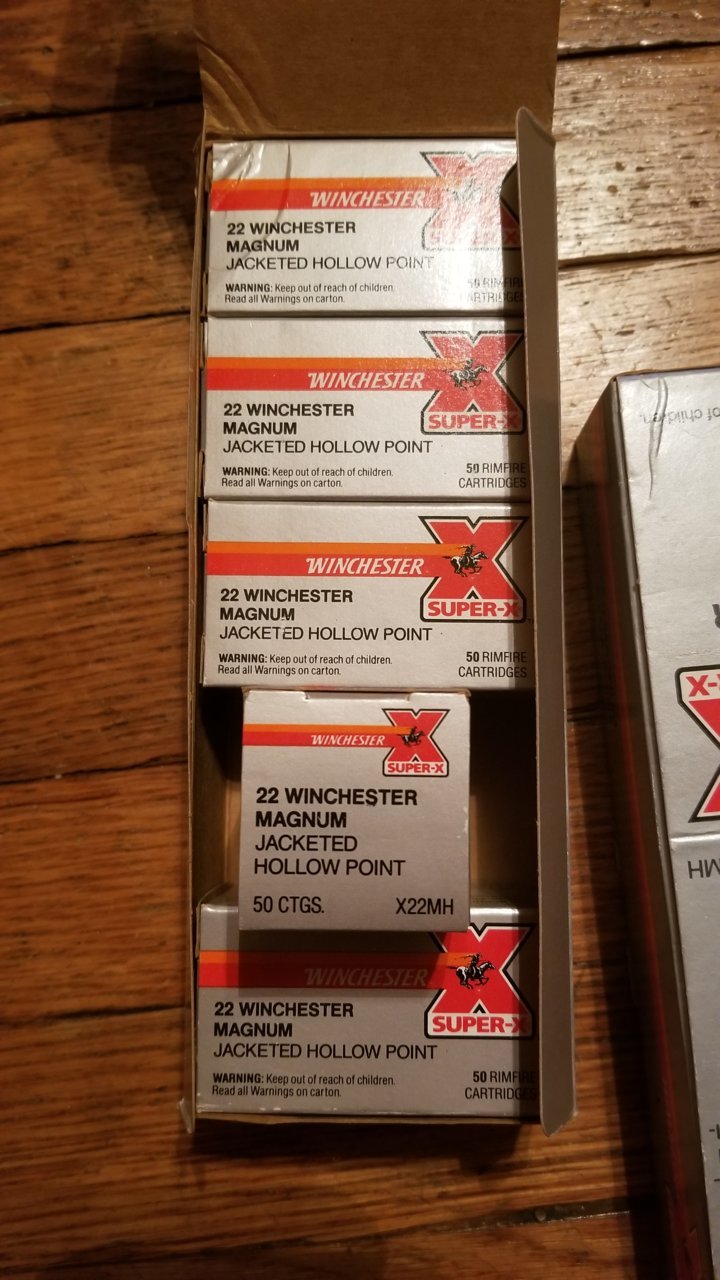 WINCHESTER
22 WINCHESTER
MAGNUM
JACKETED HOLLOW POINT
WARNING: Keep out of reach of children.
Read all Warnings on carton.
SUPER-X
50 RIMFIRE
CARTRIDGES
WINCHESTER
SUPER-X
22 WINCHESTER
MAGNUM
JACKETED HOLLOW POINT
WARNING: Keep out of reach of children.
Read all Warnings on carton.
50 RIMFIRE
CARTRIDGES
WINCHESTER
SUPER-X
22 WINCHESTER
MAGNUM
JACKETED HOLLOW POINT
WARNING: Keep out of reach of children.
Read all Warnings on carton.
50 RIMFIRE
CARTRIDGES
WINCHESTER
SUPER-X
22 WINCHESTER
MAGNUM
JACKETED
HOLLOW POINT
50 CTGS. X22MH
WINCHESTER
SUPER-X
22 WINCHESTER
MAGNUM
JACKETED HOLLOW POINT
WARNING: Keep out of reach of children.
Read all Warnings on carton.
50 RIMFIRE
CARTRIDGES
of children.